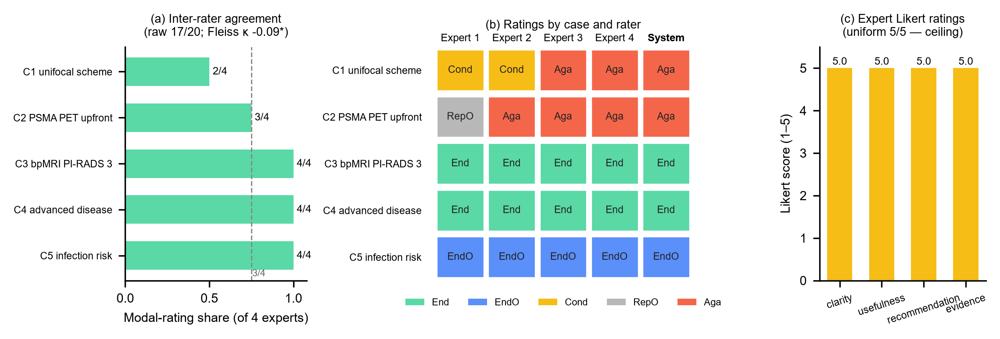 (a) Inter-rater agreement
(raw 17/20; Fleiss κ -0.09*)
C1 unifocal scheme
2/4
C2 PSMA PET upfront
3/4
C3 bpMRI PI-RADS 3
4/4
C4 advanced disease
4/4
C5 infection risk
4/4
3/4
0.0 0.5 1.0
Modal-rating share (of 4 experts)
(b) Ratings by case and rater
Expert 1 Expert 2 Expert 3 Expert 4 System
C1 unifocal scheme Cond Cond Aga Aga Aga
C2 PSMA PET upfront RepO Aga Aga Aga Aga
C3 bpMRI PI-RADS 3 End End End End End
C4 advanced disease End End End End End
C5 infection risk EndO EndO EndO EndO EndO
End EndO Cond RepO Aga
(c) Expert Likert ratings
(uniform 5/5 — ceiling)
Likert score (1–5)
5.0 5.0 5.0 5.0
5
4
3
2
1
0
clarity usefulness recommendation evidence